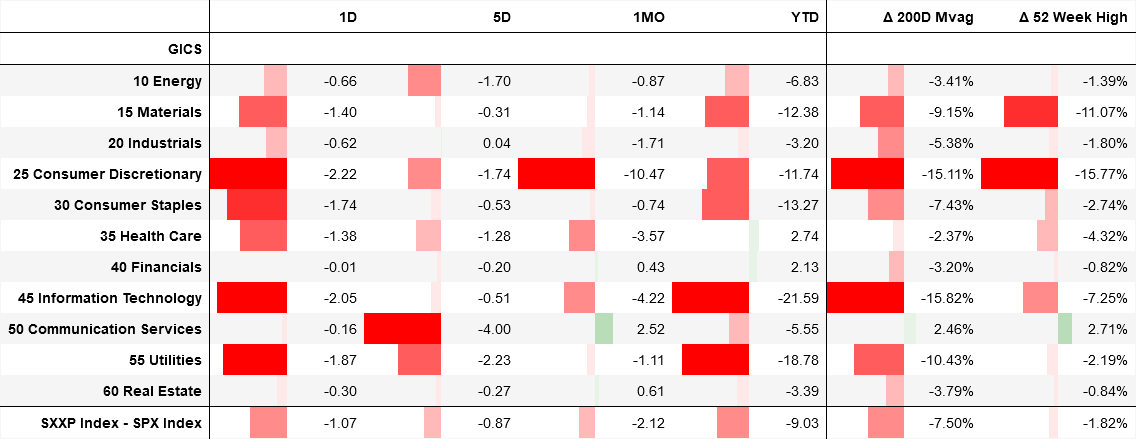 1D 5D 1MO YTD Δ 200D Mvag Δ 52 Week High
GICS
10 Energy -0.66 -1.70 -0.87 -6.83 -3.41% -1.39%
15 Materials -1.40 -0.31 -1.14 -12.38 -9.15% -11.07%
20 Industrials -0.62 0.04 -1.71 -3.20 -5.38% -1.80%
25 Consumer Discretionary -2.22 -1.74 -10.47 -11.74 -15.11% -15.77%
30 Consumer Staples -1.74 -0.53 -0.74 -13.27 -7.43% -2.74%
35 Health Care -1.38 -1.28 -3.57 2.74 -2.37% -4.32%
40 Financials -0.01 -0.20 0.43 2.13 -3.20% -0.82%
45 Information Technology -2.05 -0.51 -4.22 -21.59 -15.82% -7.25%
50 Communication Services -0.16 -4.00 2.52 -5.55 2.46% 2.71%
55 Utilities -1.87 -2.23 -1.11 -18.78 -10.43% -2.19%
60 Real Estate -0.30 -0.27 0.61 -3.39 -3.79% -0.84%
SXXP Index - SPX Index -1.07 -0.87 -2.12 -9.03 -7.50% -1.82%